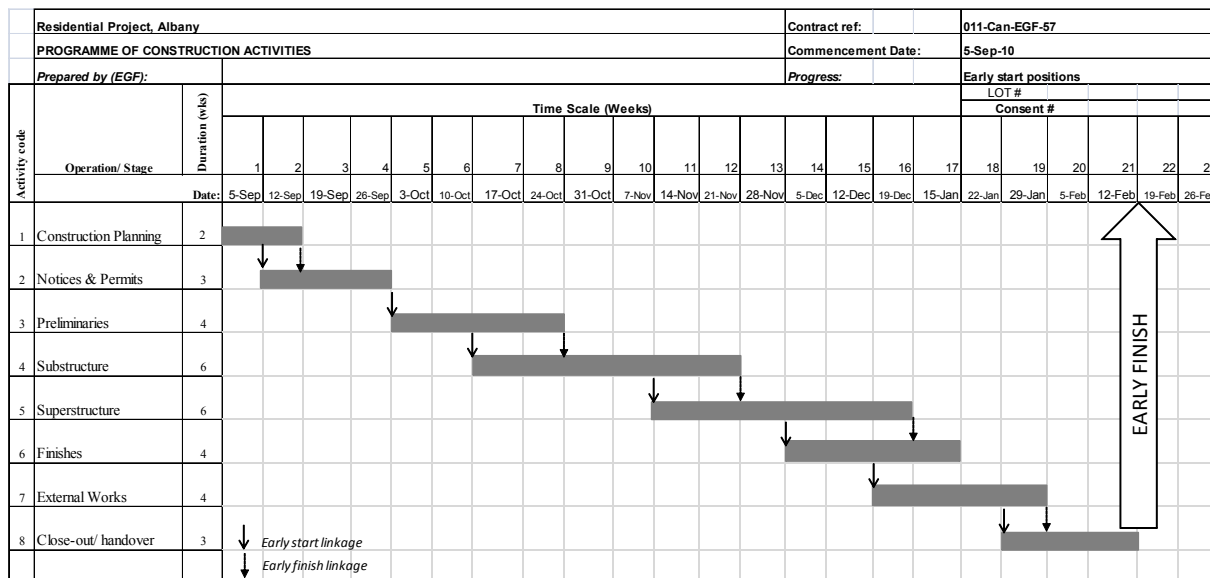 Residential Project, Albany Contract ref: 011-Can-EGF-57
PROGRAMME OF CONSTRUCTION ACTIVITIES Commencement Date: 5-Sep-10
Prepared by (EGF): Progress: Early start positions
LOT #
Time Scale (Weeks) Consent #
Activity code Operation/ Stage Duration (wks) 1 2 3 4 5 6 7 8 9 10 11 12 13 14 15 16 17 18 19 20 21 22
Date: 5-Sep 12-Sep 19-Sep 26-Sep 3-Oct 10-Oct 17-Oct 24-Oct 31-Oct 7-Nov 14-Nov 21-Nov 28-Nov 5-Dec 12-Dec 19-Dec 15-Jan 22-Jan 29-Jan 5-Feb 12-Feb 19-Feb
1 Construction Planning 2
2 Notices & Permits 3
3 Preliminaries 4
4 Substructure 6
5 Superstructure 6
6 Finishes 4
7 External Works 4
8 Close-out/ handover 3
EARLY FINISH
Early start linkage
Early finish linkage